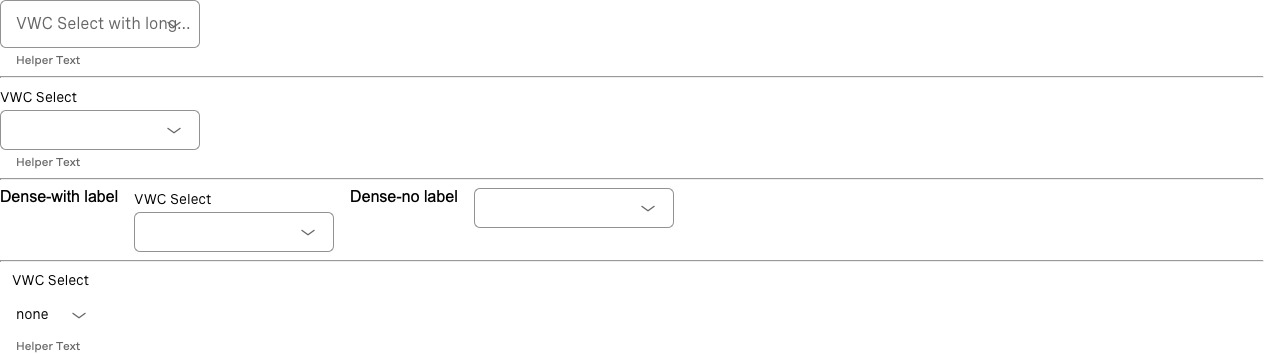 VWC Select with long...
Helper Text
VWC Select
Helper Text
Dense-with label
VWC Select
Dense-no label
VWC Select
none
Helper Text